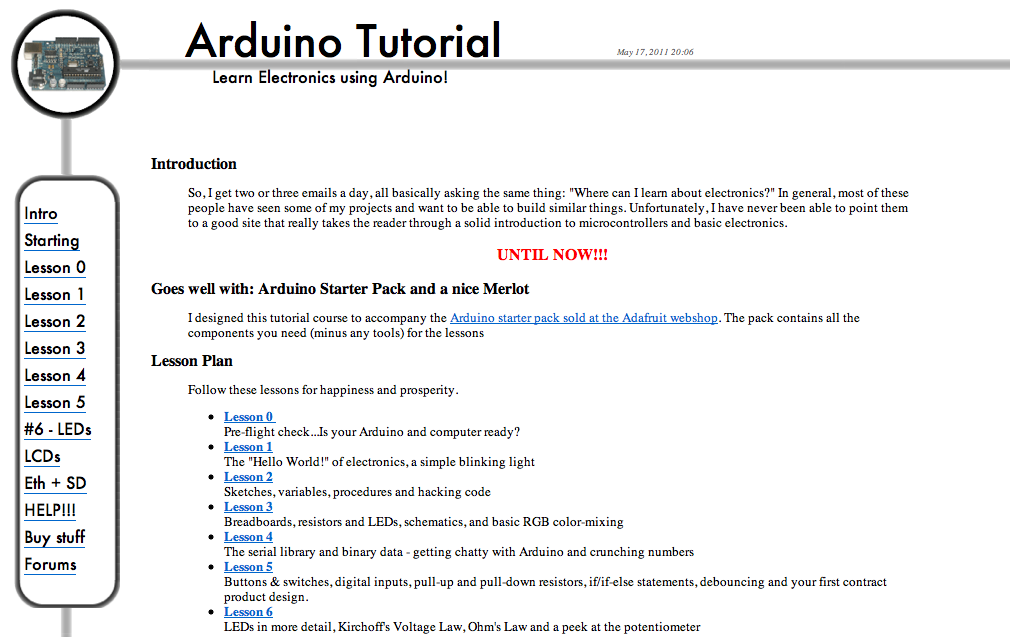 Arduino Tutorial
May 17, 2011 20:06
Learn Electronics using Arduino!
Intro
Starting
Lesson 0
Lesson 1
Lesson 2
Lesson 3
Lesson 4
Lesson 5
#6 - LEDs
LCDs
Eth + SD
HELP!!!
Buy stuff
Forums
Introduction
So, I get two or three emails a day, all basically asking the same thing: "Where can I learn about electronics?" In general, most of these
people have seen some of my projects and want to be able to build similar things. Unfortunately, I have never been able to point them
to a good site that really takes the reader through a solid introduction to microcontrollers and basic electronics.
UNTIL NOW!!!
Goes well with: Arduino Starter Pack and a nice Merlot
I designed this tutorial course to accompany the Arduino starter pack sold at the Adafruit webshop. The pack contains all the
components you need (minus any tools) for the lessons
Lesson Plan
Follow these lessons for happiness and prosperity.
• Lesson 0
Pre-flight check...Is your Arduino and computer ready?
• Lesson 1
The "Hello World!" of electronics, a simple blinking light
• Lesson 2
Sketches, variables, procedures and hacking code
• Lesson 3
Breadboards, resistors and LEDs, schematics, and basic RGB color-mixing
• Lesson 4
The serial library and binary data - getting chatty with Arduino and crunching numbers
• Lesson 5
Buttons & switches, digital inputs, pull-up and pull-down resistors, if/if-else statements, debouncing and your first contract
product design.
• Lesson 6
LEDs in more detail, Kirchoff's Voltage Law, Ohm's Law and a peek at the potentiometer